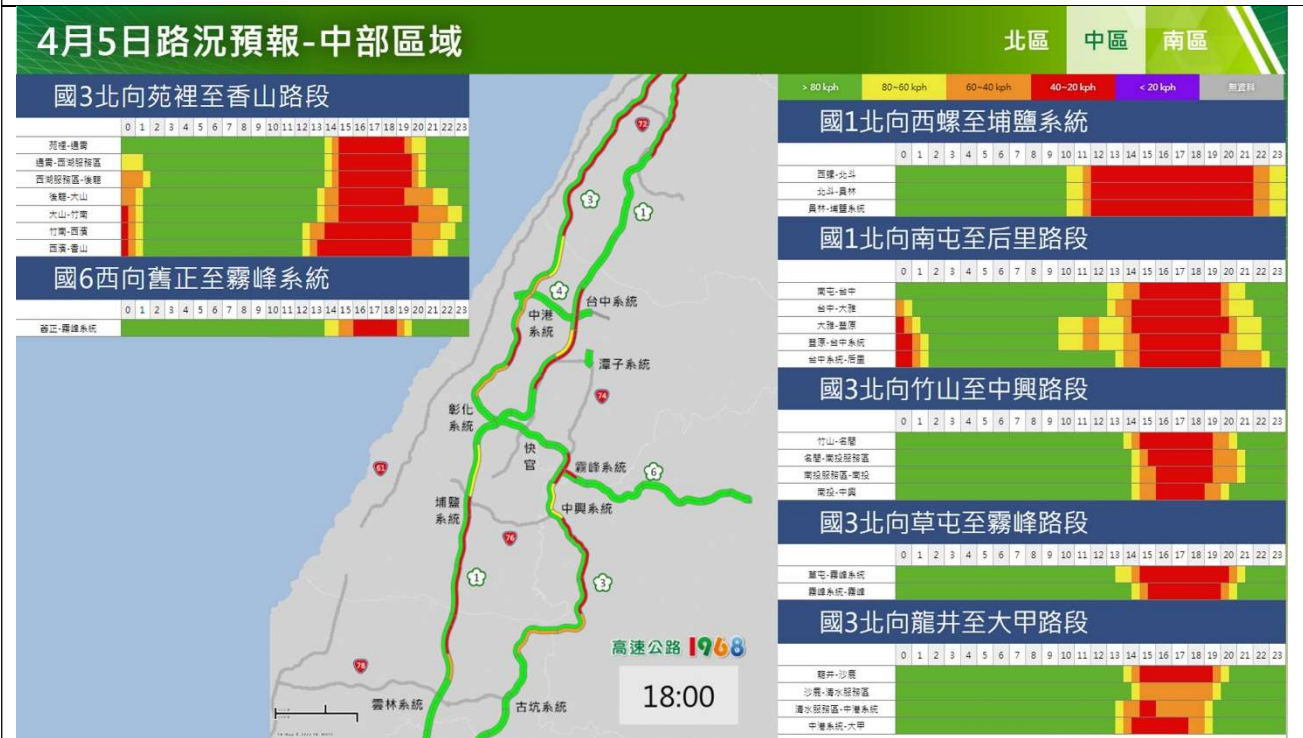 4月5日路況預報-中部區域
北區 中區 南區
國3北向苑裡至香山路段
0 1 2 3 4 5 6 7 8 9 10 11 12 13 14 15 16 17 18 19 20 21 22 23
苑裡-通霄
通霄-西湖服務區
西湖服務區-後龍
後龍-大山
大山-竹南
竹南-西濱
西濱-香山
國6西向舊正至霧峰系統
0 1 2 3 4 5 6 7 8 9 10 11 12 13 14 15 16 17 18 19 20 21 22 23
舊正-霧峰系統
72
3
1
4
台中系統
中港
系統
潭子系統
74
彰化
系統
快
官
61
霧峰系統
6
埔鹽
系統
中興系統
76
1
3
高速公路 1968
78
雲林系統
古坑系統
18:00
> 80 kph
80~60 kph
60~40 kph
40~20 kph
< 20 kph
無資料
國1北向西螺至埔鹽系統
0 1 2 3 4 5 6 7 8 9 10 11 12 13 14 15 16 17 18 19 20 21 22 23
西螺-北斗
北斗-員林
員林-埔鹽系統
國1北向南屯至后里路段
0 1 2 3 4 5 6 7 8 9 10 11 12 13 14 15 16 17 18 19 20 21 22 23
南屯-台中
台中-大雅
大雅-豐原
豐原-台中系統
台中系統-后里
國3北向竹山至中興路段
0 1 2 3 4 5 6 7 8 9 10 11 12 13 14 15 16 17 18 19 20 21 22 23
竹山-名間
名間-南投服務區
南投服務區-南投
南投-中興
國3北向草屯至霧峰路段
0 1 2 3 4 5 6 7 8 9 10 11 12 13 14 15 16 17 18 19 20 21 22 23
草屯-霧峰系統
霧峰系統-霧峰
國3北向龍井至大甲路段
0 1 2 3 4 5 6 7 8 9 10 11 12 13 14 15 16 17 18 19 20 21 22 23
龍井-沙鹿
沙鹿-清水服務區
清水服務區-中港系統
中港系統-大甲